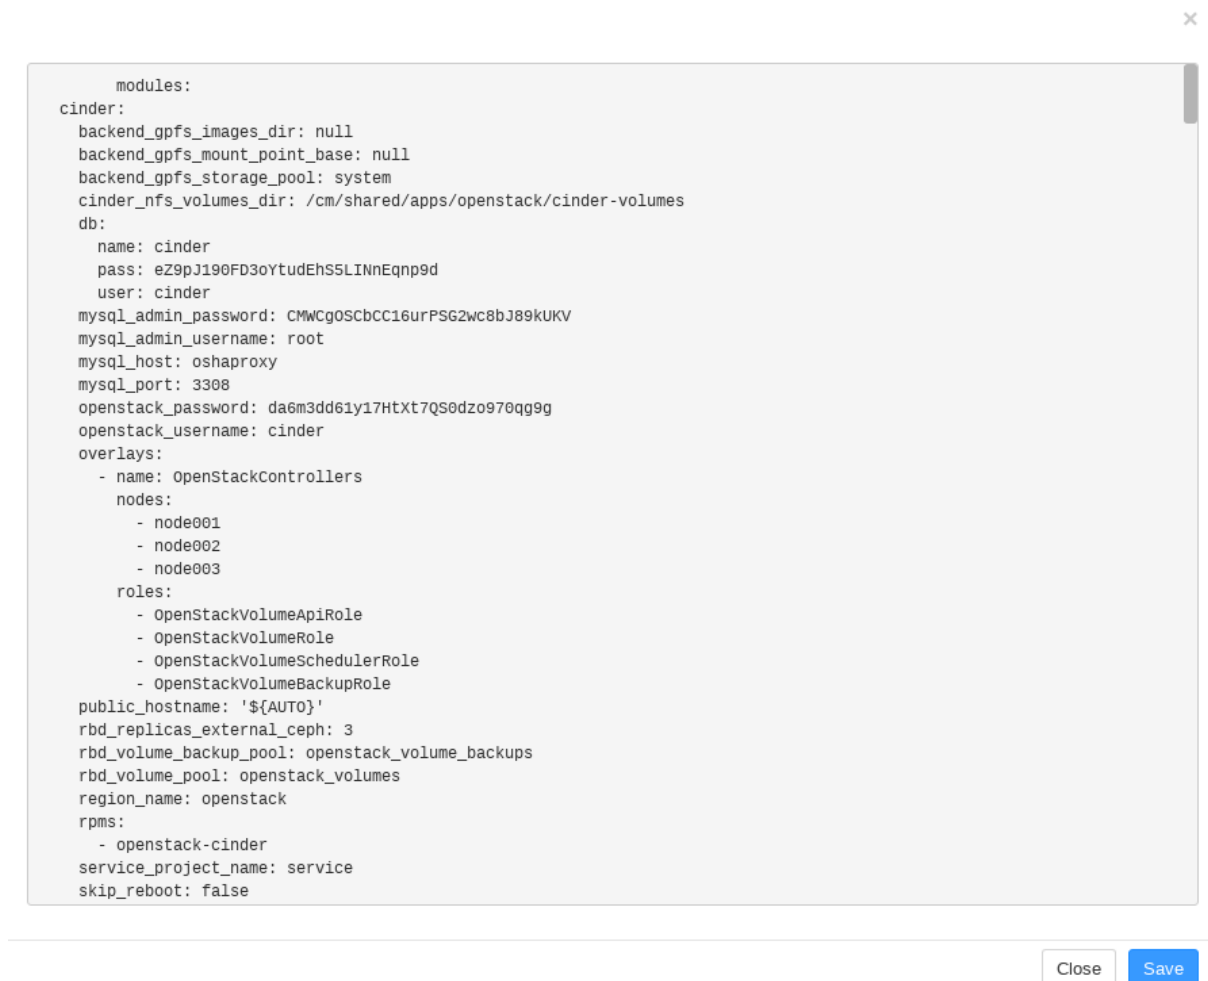 ×
modules:
cinder:
backend_gpfs_images_dir: null
backend_gpfs_mount_point_base: null
backend_gpfs_storage_pool: system
cinder_nfs_volumes_dir: /cm/shared/apps/openstack/cinder-volumes
db:
name: cinder
pass: eZ9pJ190FD3oYtudEhS5LINnEqnp9d
user: cinder
mysql_admin_password: CMWCgOSCbCC16urPSG2wc8bJ89kUKV
mysql_admin_username: root
mysql_host: oshaproxy
mysql_port: 3308
openstack_password: da6m3dd61y17HtXt7QS0dzo970qg9g
openstack_username: cinder
overlays:
- name: OpenStackControllers
nodes:
- node001
- node002
- node003
roles:
- OpenStackVolumeApiRole
- OpenStackVolumeRole
- OpenStackVolumeSchedulerRole
- OpenStackVolumeBackupRole
public_hostname: '${AUTO}'
rbd_replicas_external_ceph: 3
rbd_volume_backup_pool: openstack_volume_backups
rbd_volume_pool: openstack_volumes
region_name: openstack
rpms:
- openstack-cinder
service_project_name: service
skip_reboot: false
Close Save